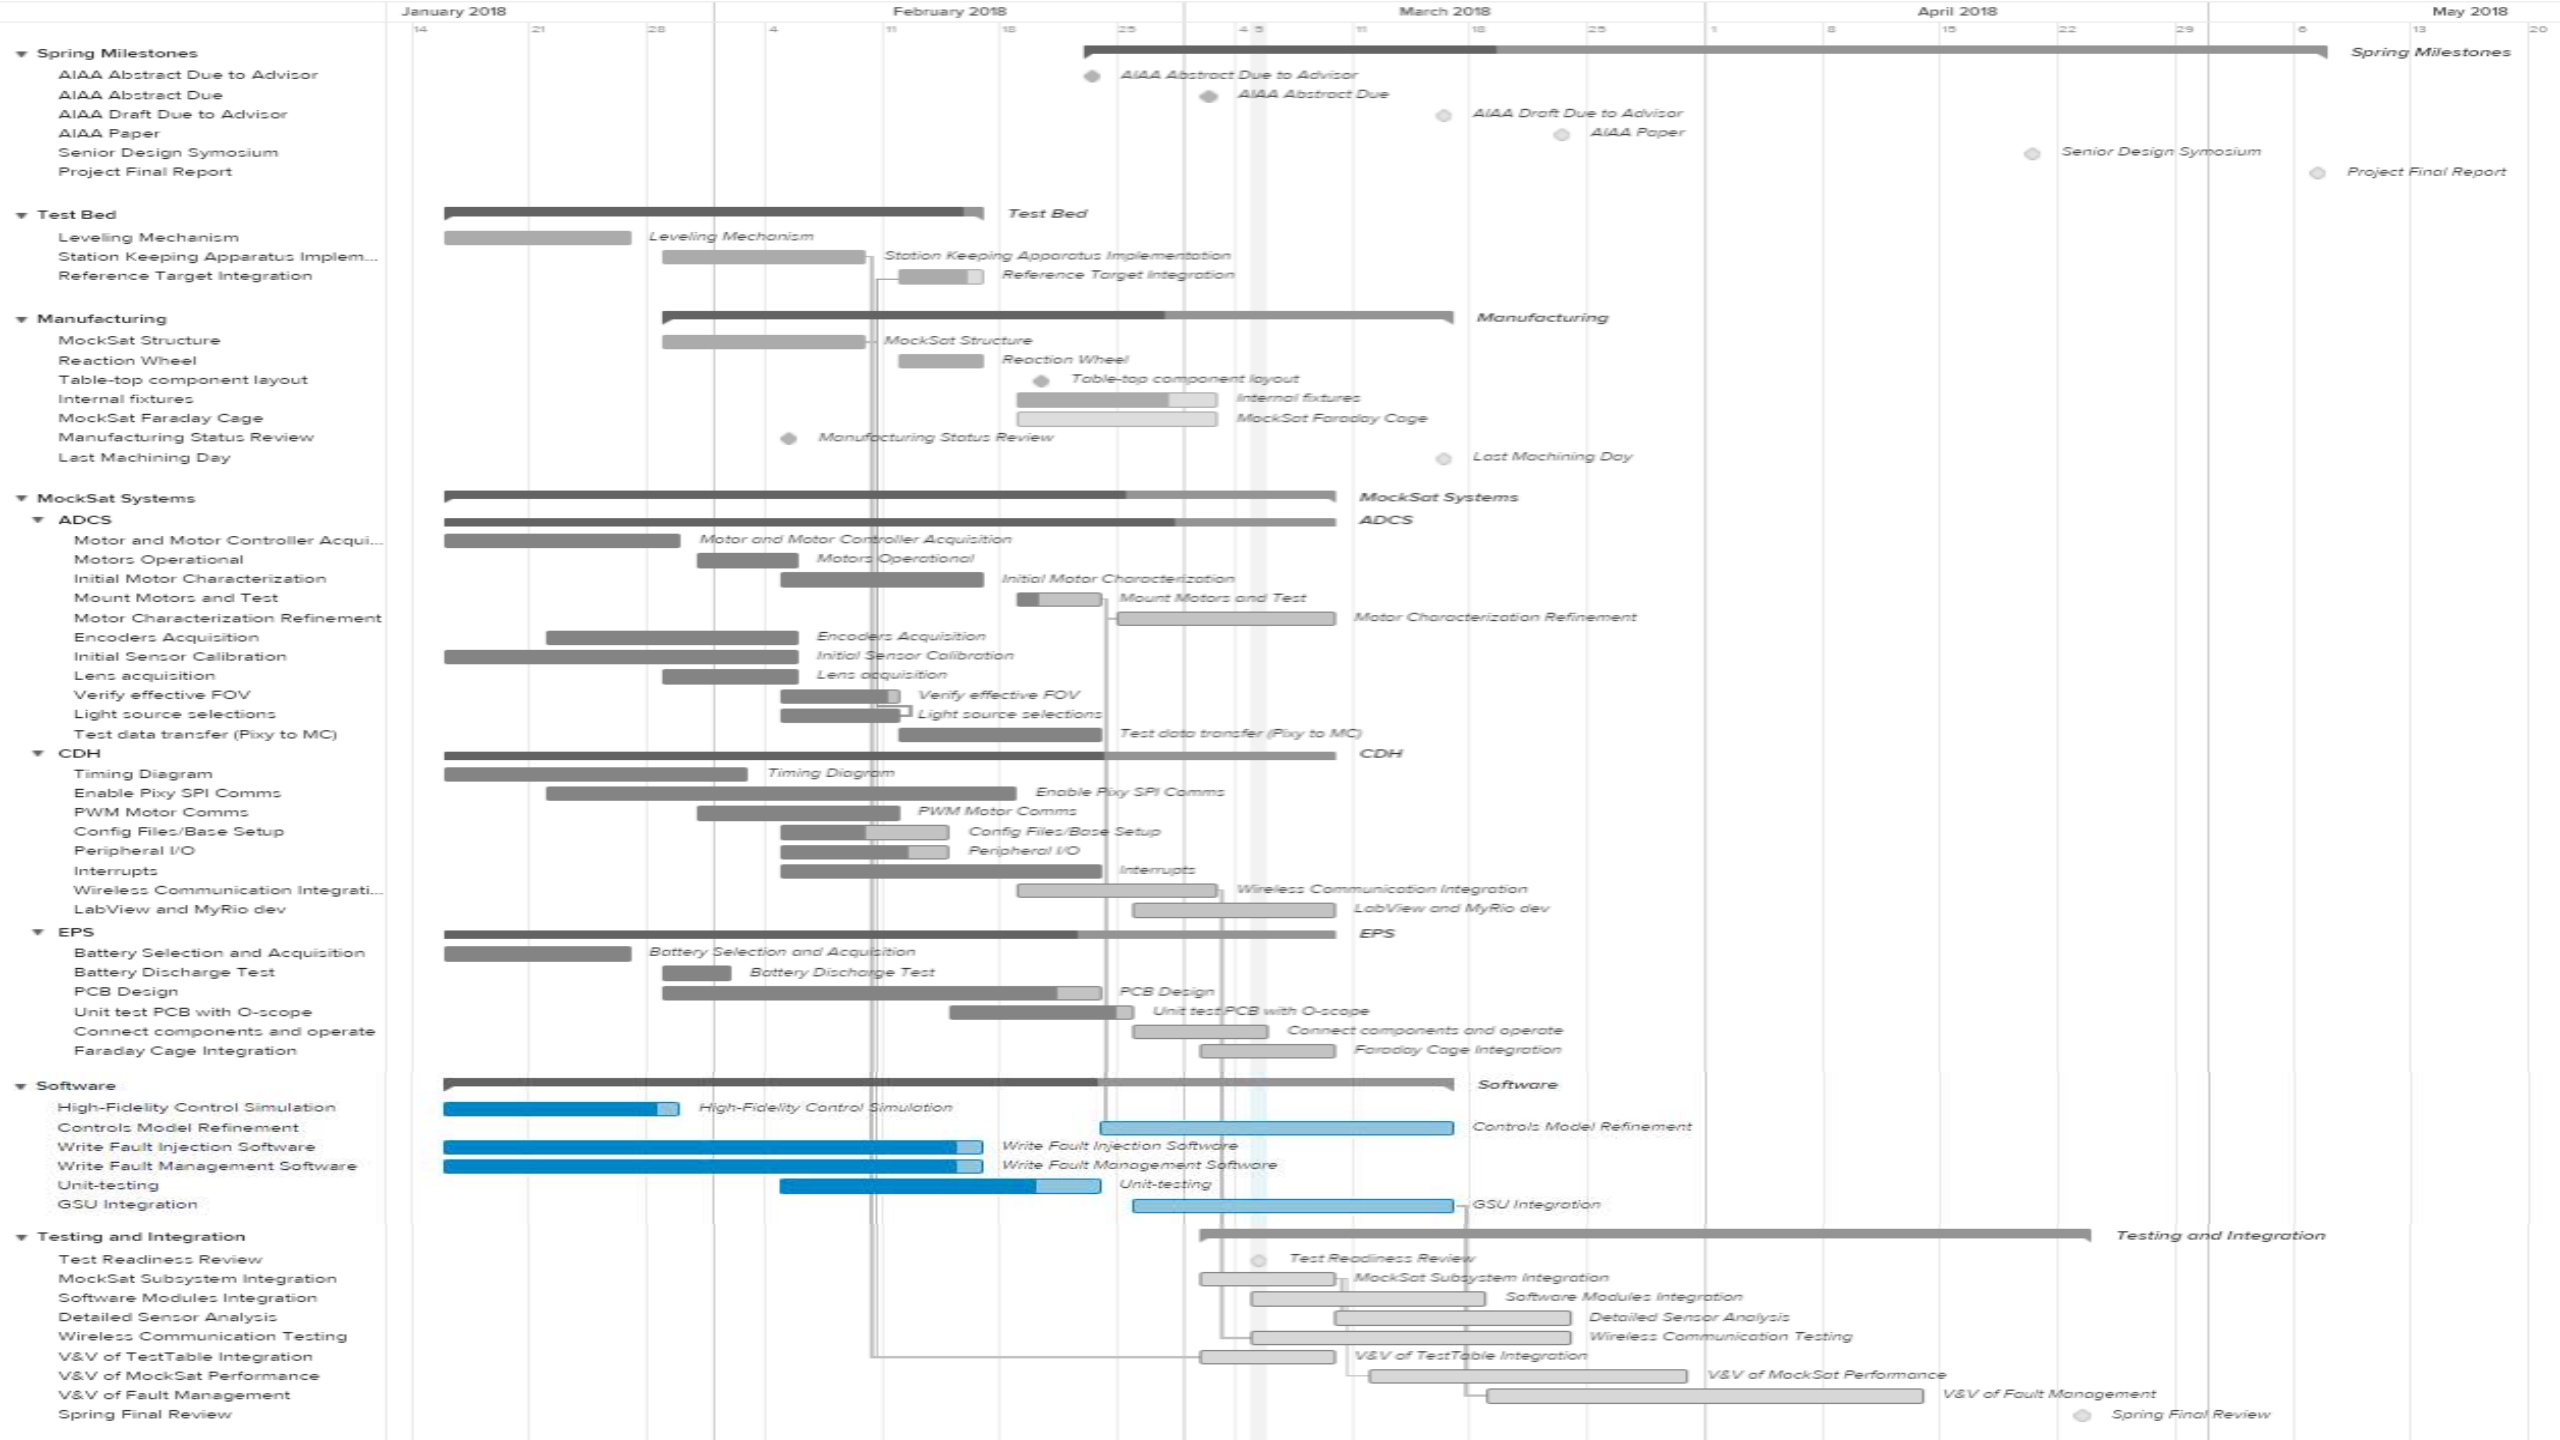 January 2018 February 2018 March 2018 April 2018 May 2018
14 21 28 4 11 18 25 4 5 11 18 25 1 8 15 22 29 6 13 20
Spring Milestones Spring Milestones
AIAA Abstract Due to Advisor AIAA Abstract Due to Advisor
AIAA Abstract Due AIAA Abstract Due
AIAA Draft Due to Advisor AIAA Draft Due to Advisor
AIAA Paper AIAA Paper
Senior Design Symosium Senior Design Symosium
Project Final Report Project Final Report
Test Bed Test Bed
Leveling Mechanism Leveling Mechanism
Station Keeping Apparatus Implem... Station Keeping Apparatus Implementation
Reference Target Integration Reference Target Integration
Manufacturing Manufacturing
MockSat Structure MockSat Structure
Reaction Wheel Reaction Wheel
Table-top component layout Table-top component layout
Internal fixtures Internal fixtures
MockSat Faraday Cage MockSat Faraday Cage
Manufacturing Status Review Manufacturing Status Review
Last Machining Day Last Machining Day
MockSat Systems MockSat Systems
ADCS ADCS
Motor and Motor Controller Acqui... Motor and Motor Controller Acquisition
Motors Operational Motors Operational
Initial Motor Characterization Initial Motor Characterization
Mount Motors and Test Mount Motors and Test
Motor Characterization Refinement Motor Characterization Refinement
Encoders Acquisition Encoders Acquisition
Initial Sensor Calibration Initial Sensor Calibration
Lens acquisition Lens acquisition
Verify effective FOV Verify effective FOV
Light source selections Light source selections
Test data transfer (Pixy to MC) Test data transfer (Pixy to MC)
CDH CDH
Timing Diagram Timing Diagram
Enable Pixy SPI Comms Enable Pixy SPI Comms
PWM Motor Comms PWM Motor Comms
Config Files/Base Setup Config Files/Base Setup
Peripheral I/O Peripheral I/O
Interrupts Interrupts
Wireless Communication Integrati... Wireless Communication Integration
LabView and MyRio dev LabView and MyRio dev
EPS EPS
Battery Selection and Acquisition Battery Selection and Acquisition
Battery Discharge Test Battery Discharge Test
PCB Design PCB Design
Unit test PCB with O-scope Unit test PCB with O-scope
Connect components and operate Connect components and operate
Faraday Cage Integration Faraday Cage Integration
Software Software
High-Fidelity Control Simulation High-Fidelity Control Simulation
Controls Model Refinement Controls Model Refinement
Write Fault Injection Software Write Fault Injection Software
Write Fault Management Software Write Fault Management Software
Unit-testing Unit-testing
GSU Integration GSU Integration
Testing and Integration Testing and Integration
Test Readiness Review Test Readiness Review
MockSat Subsystem Integration MockSat Subsystem Integration
Software Modules Integration Software Modules Integration
Detailed Sensor Analysis Detailed Sensor Analysis
Wireless Communication Testing Wireless Communication Testing
V&V of TestTable Integration V&V of TestTable Integration
V&V of MockSat Performance V&V of MockSat Performance
V&V of Fault Management V&V of Fault Management
Spring Final Review Spring Final Review